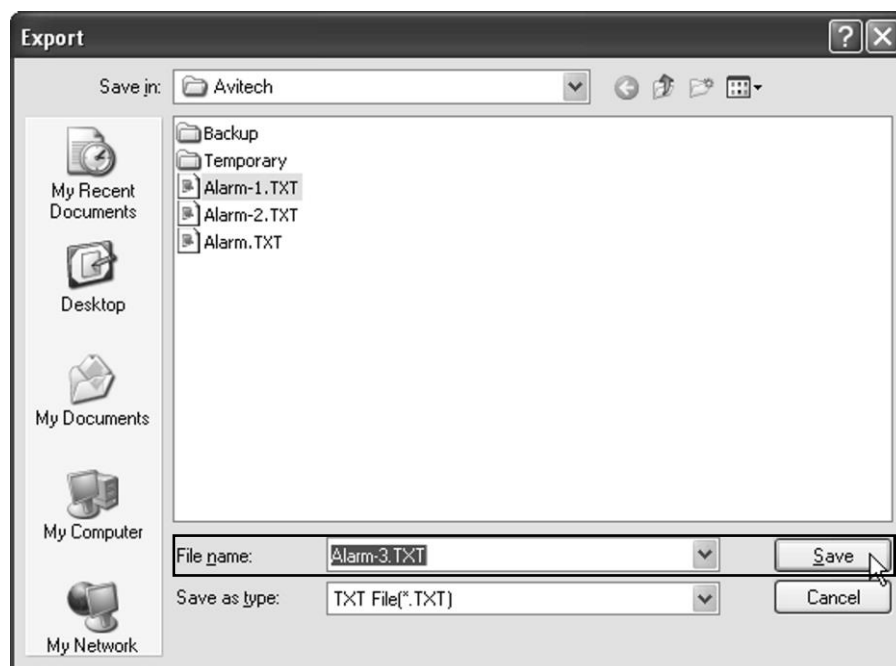 Export
Save in:
Avitech
My Recent
Documents
Desktop
My Documents
My Computer
My Network
Backup
Temporary
Alarm-1.TXT
Alarm-2.TXT
Alarm.TXT
File name:
Alarm-3.TXT
Save
Save as type:
TXT File(*.TXT)
Cancel